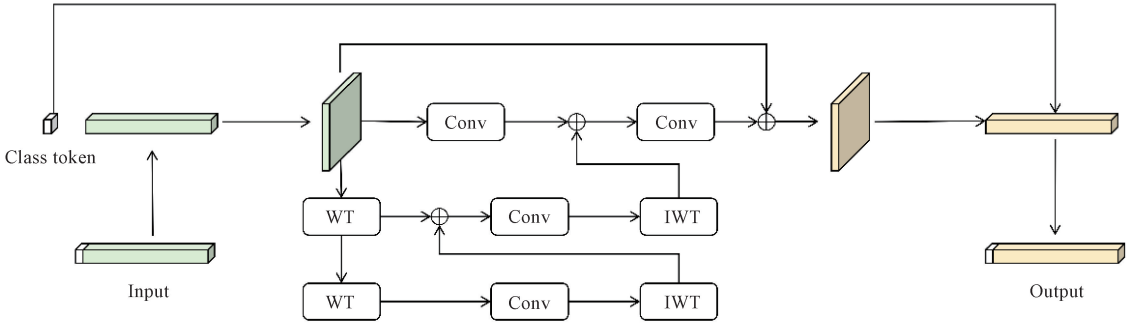 Conv
Conv
Class token
WT
Conv
IWT
Input
WT
Conv
IWT
Output